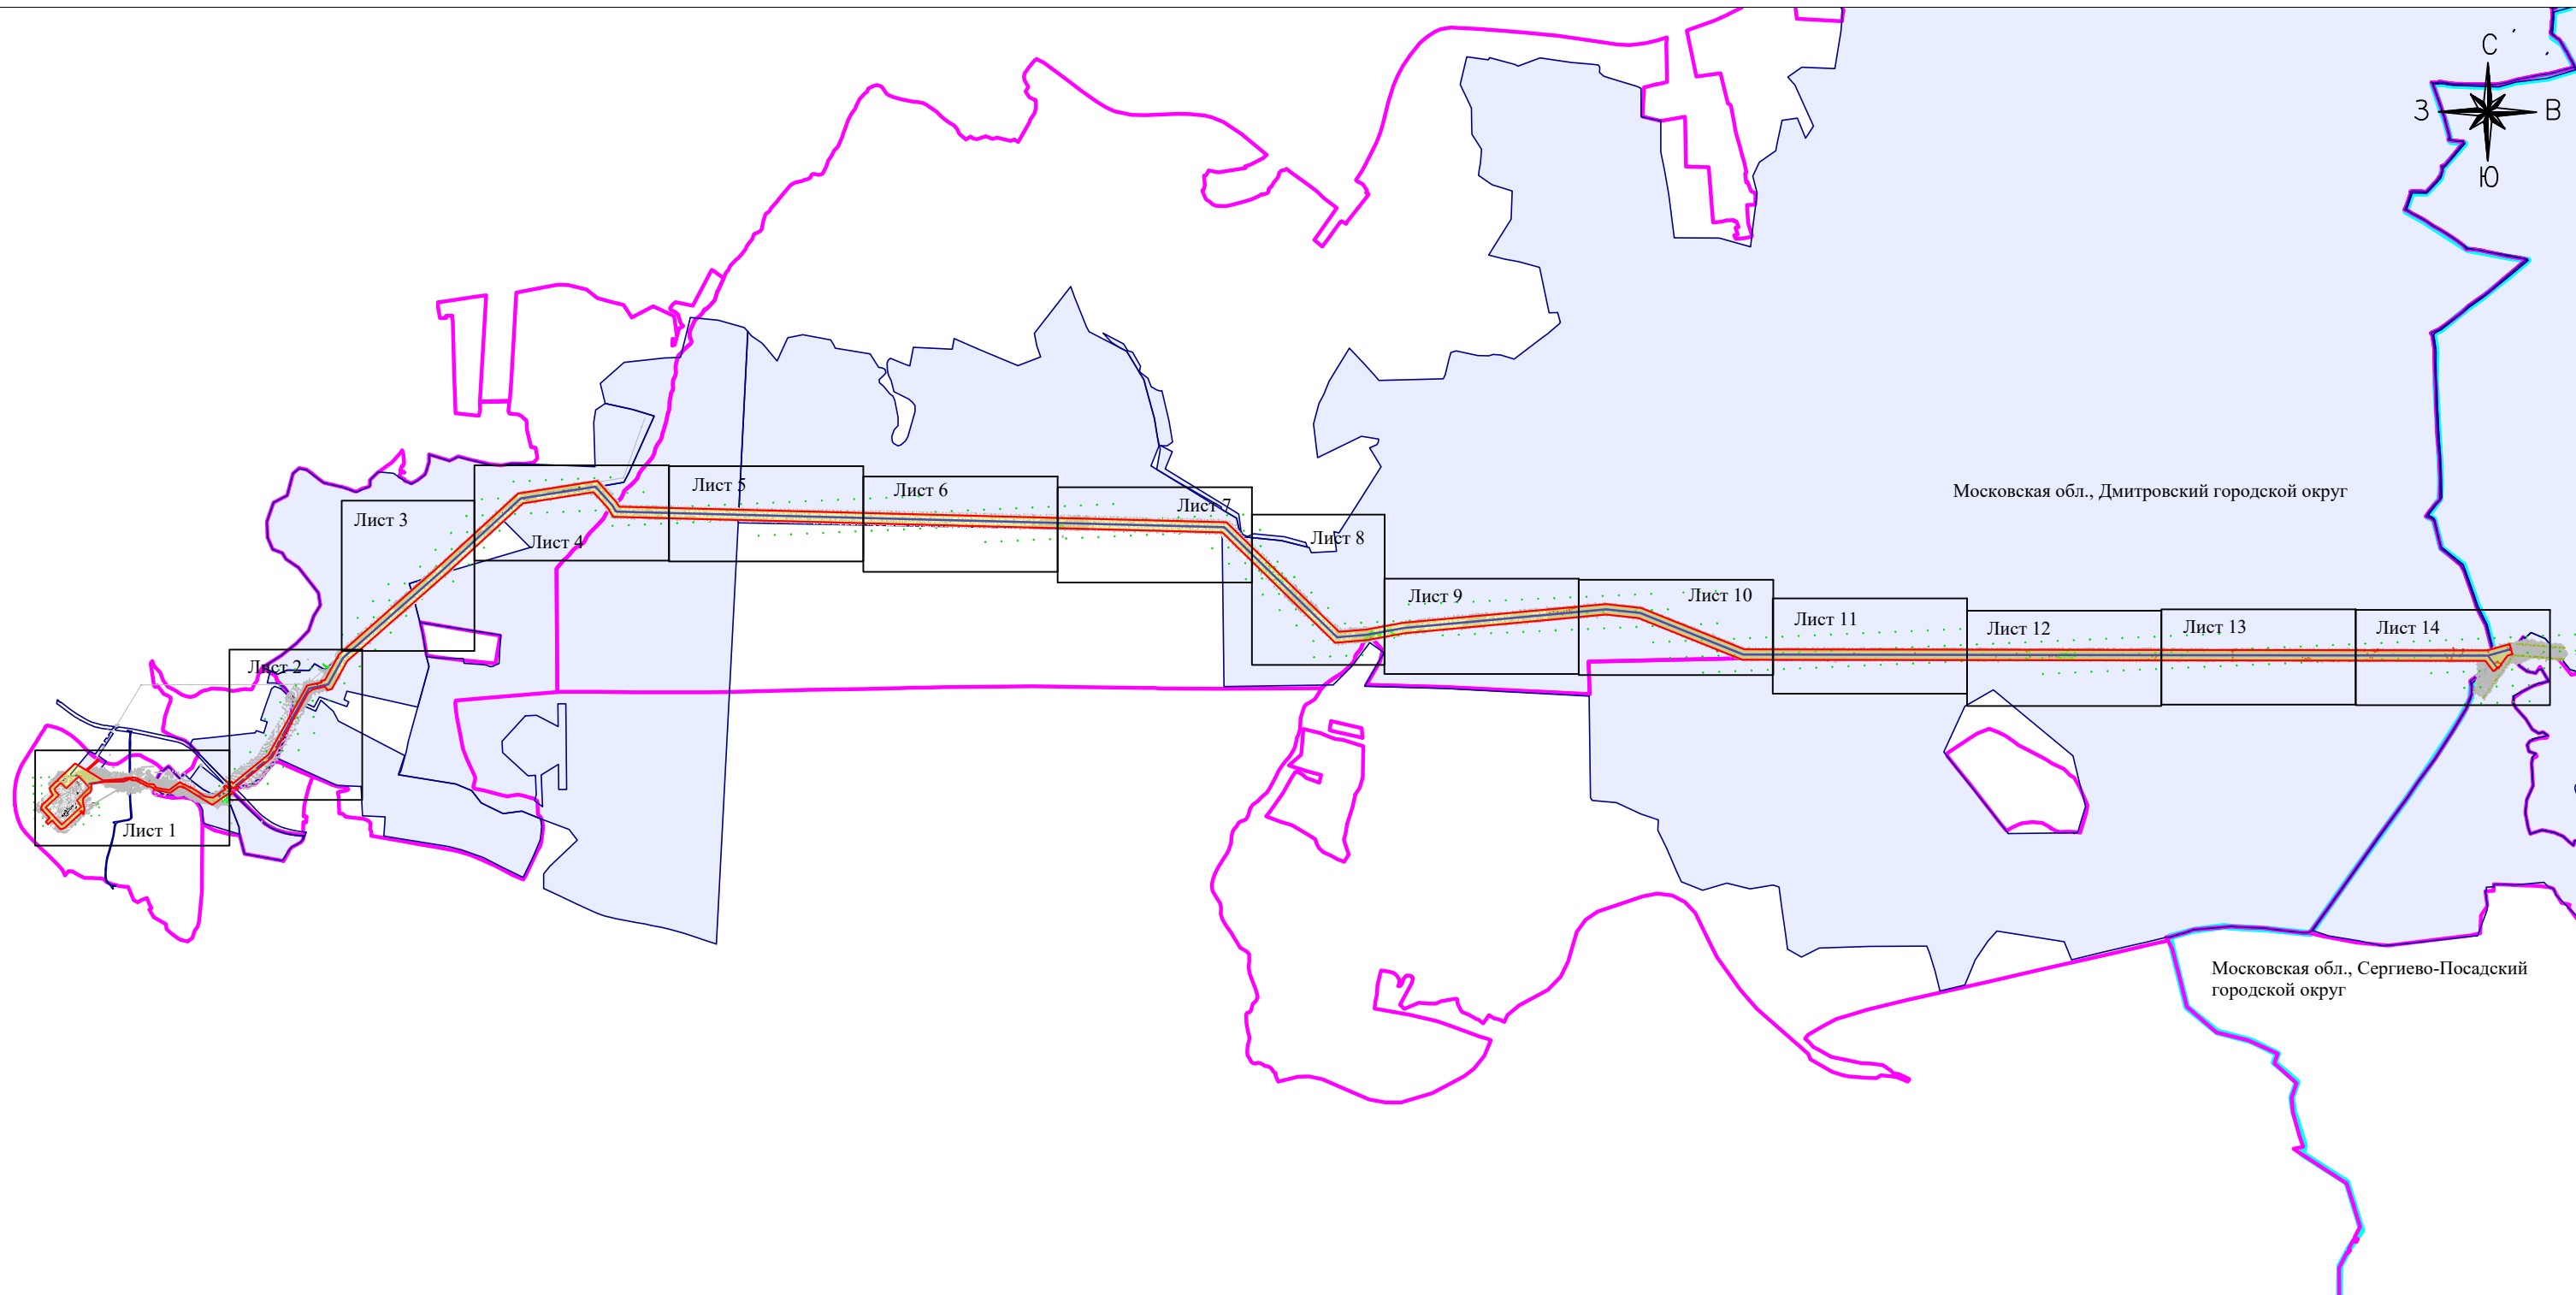 С
З
В
Ю
Московская обл., Дмитровский городской округ
Лист 5
Лист 6
Лист 7
Лист 3
Лист 4
Лист 8
Лист 9
Лист 10
Лист 11
Лист 12
Лист 13
Лист 14
Лист 2
Лист 1
Московская обл., Сергиево-Посадский
городской округ